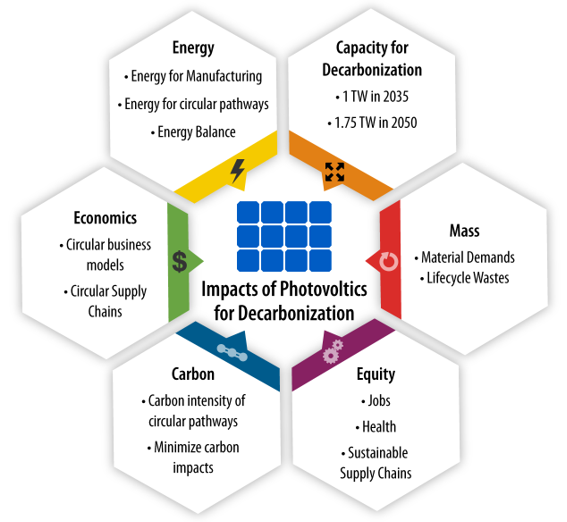 Energy
• Energy for Manufacturing
• Energy for circular pathways
• Energy Balance
Capacity for
Decarbonization
• 1 TW in 2035
• 1.75 TW in 2050
Economics
• Circular business
models
• Circular Supply
Chains
$
Impacts of Photovoltics
for Decarbonization
Mass
• Material Demands
• Lifecycle Wastes
Carbon
• Carbon intensity of
circular pathways
• Minimize carbon
impacts
Equity
• Jobs
• Health
• Sustainable
Supply Chains